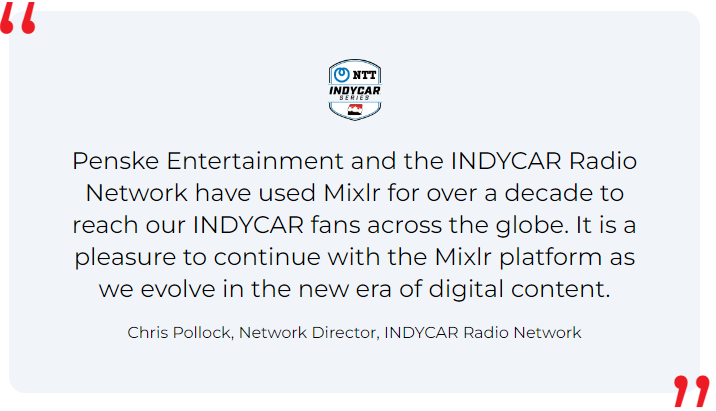 “
NTT
INDYCAR
SERIES
Penske Entertainment and the INDYCAR Radio
Network have used Mixlr for over a decade to
reach our INDYCAR fans across the globe. It is a
pleasure to continue with the Mixlr platform as
we evolve in the new era of digital content.
Chris Pollock, Network Director, INDYCAR Radio Network
”